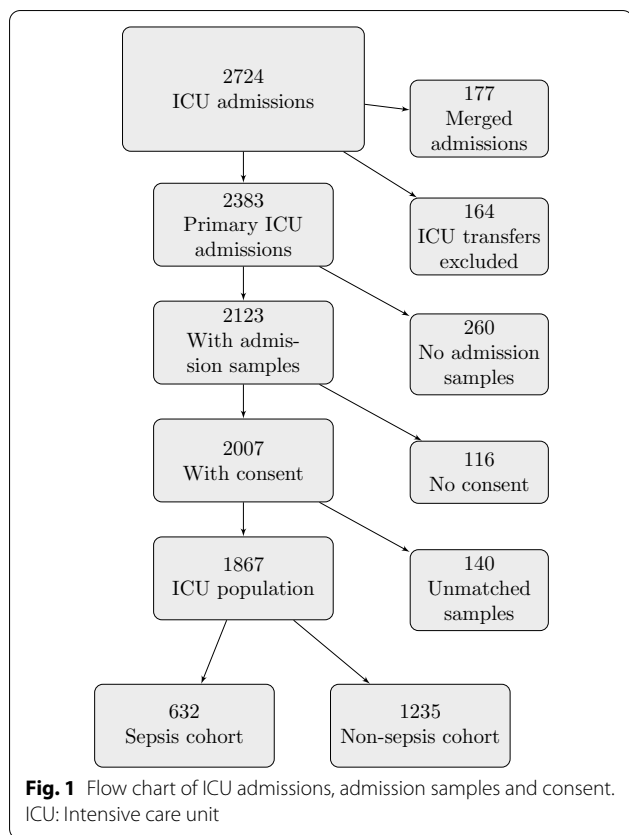 2724
ICU admissions
177
Merged
admissions
2383
Primary ICU
admissions
164
ICU transfers
excluded
2123
With admis-
sion samples
260
No admission
samples
2007
With consent
116
No consent
1867
ICU population
140
Unmatched
samples
632
Sepsis cohort
1235
Non-sepsis cohort
Fig. 1 Flow chart of ICU admissions, admission samples and consent.
ICU: Intensive care unit